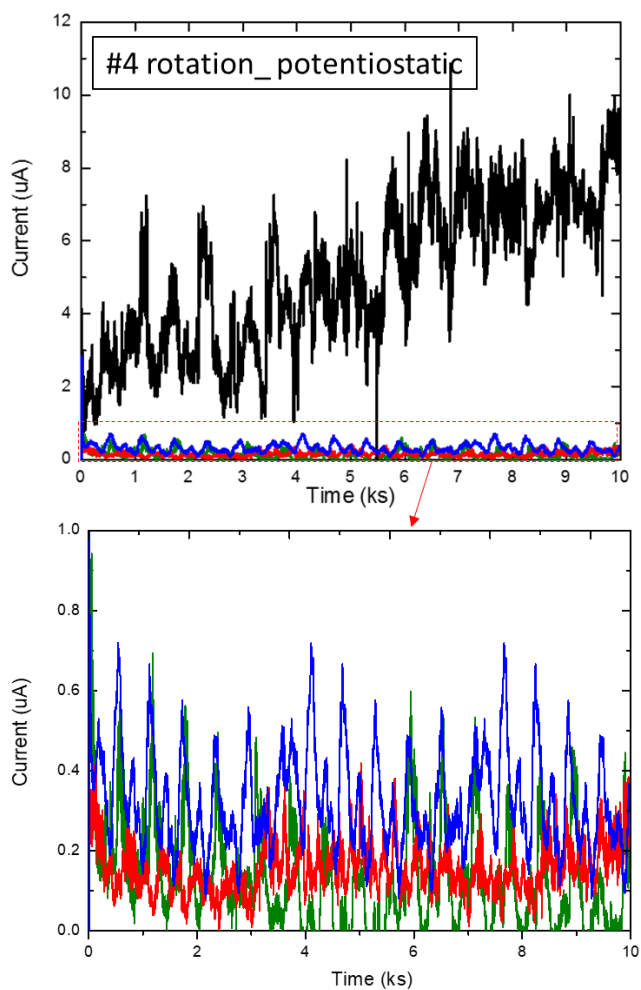 12
#4 rotation_ potentiostatic
10
8
6
4
2
0
Current (uA)
0 1 2 3 4 5 6 7 8 9 10
Time (ks)
1.0
0.8
0.6
0.4
0.2
0.0
Current (uA)
0 2 4 6 8 10
Time (ks)